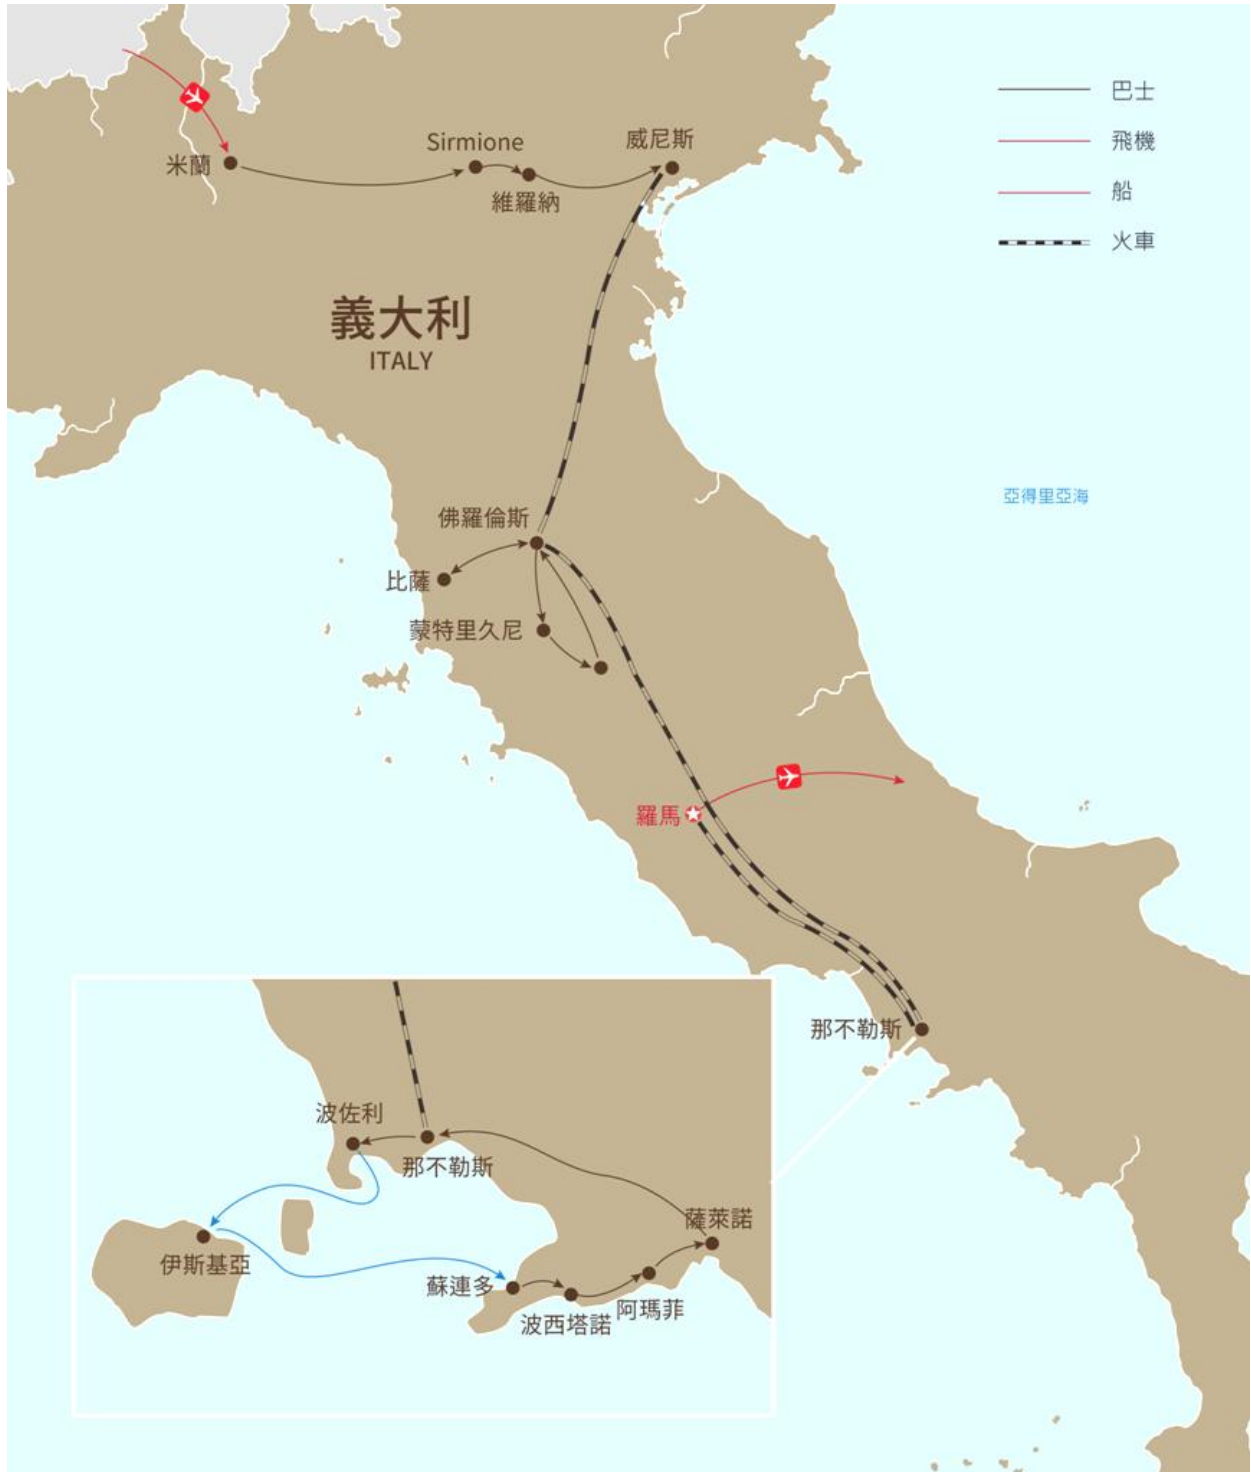 巴士
飛機
船
火車
米蘭
Sirmione
維羅納
威尼斯
義大利
ITALY
亞得里亞海
佛羅倫斯
比薩
蒙特里久尼
羅馬
那不勒斯
波佐利
那不勒斯
伊斯基亞
蘇連多
波西塔諾
阿瑪菲
薩萊諾